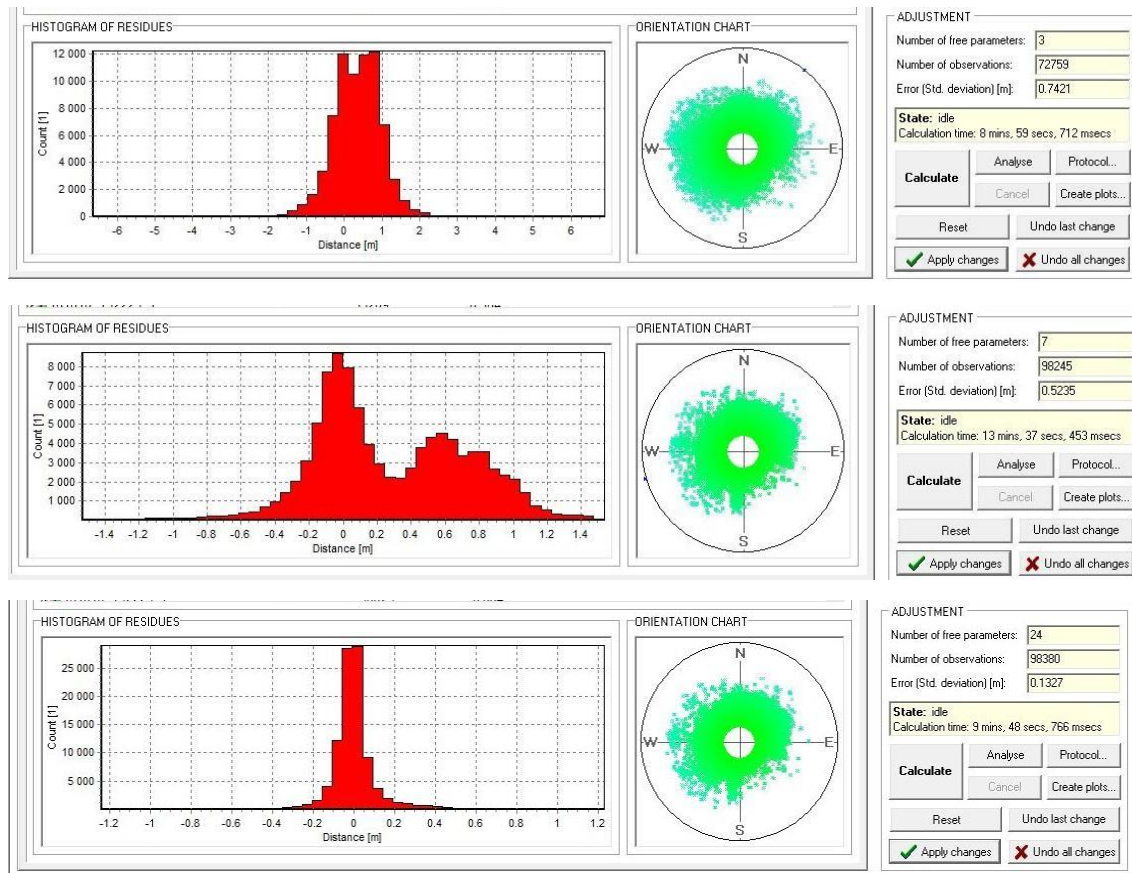 HISTOGRAM OF RESIDUES
12 000
10 000
8 000
6 000
4 000
2 000
0
Count [1]
-6 -5 -4 -3 -2 -1 0 1 2 3 4 5 6
Distance [m]
ORIENTATION CHART
N
W E
S
ADJUSTMENT
Number of free parameters: 3
Number of observations: 72759
Error (Std. deviation) [m]: 0.7421
State: idle
Calculation time: 8 mins, 59 secs, 712 msecs
Calculate
Analyse Protocol...
Cancel Create plots...
Reset Undo last change
Apply changes Undo all changes
HISTOGRAM OF RESIDUES
8 000
7 000
6 000
5 000
4 000
3 000
2 000
1 000
Count [1]
-1.4 -1.2 -1 -0.8 -0.6 -0.4 -0.2 0 0.2 0.4 0.6 0.8 1 1.2 1.4
Distance [m]
ORIENTATION CHART
N
W E
S
ADJUSTMENT
Number of free parameters: 7
Number of observations: 98245
Error (Std. deviation) [m]: 0.5235
State: idle
Calculation time: 13 mins, 37 secs, 453 msecs
Calculate
Analyse Protocol...
Cancel Create plots...
Reset Undo last change
Apply changes Undo all changes
HISTOGRAM OF RESIDUES
25 000
20 000
15 000
10 000
5 000
Count [1]
-1.2 -1 -0.8 -0.6 -0.4 -0.2 0 0.2 0.4 0.6 0.8 1 1.2
Distance [m]
ORIENTATION CHART
N
W E
S
ADJUSTMENT
Number of free parameters: 24
Number of observations: 98380
Error (Std. deviation) [m]: 0.1327
State: idle
Calculation time: 9 mins, 48 secs, 766 msecs
Calculate
Analyse Protocol...
Cancel Create plots...
Reset Undo last change
Apply changes Undo all changes